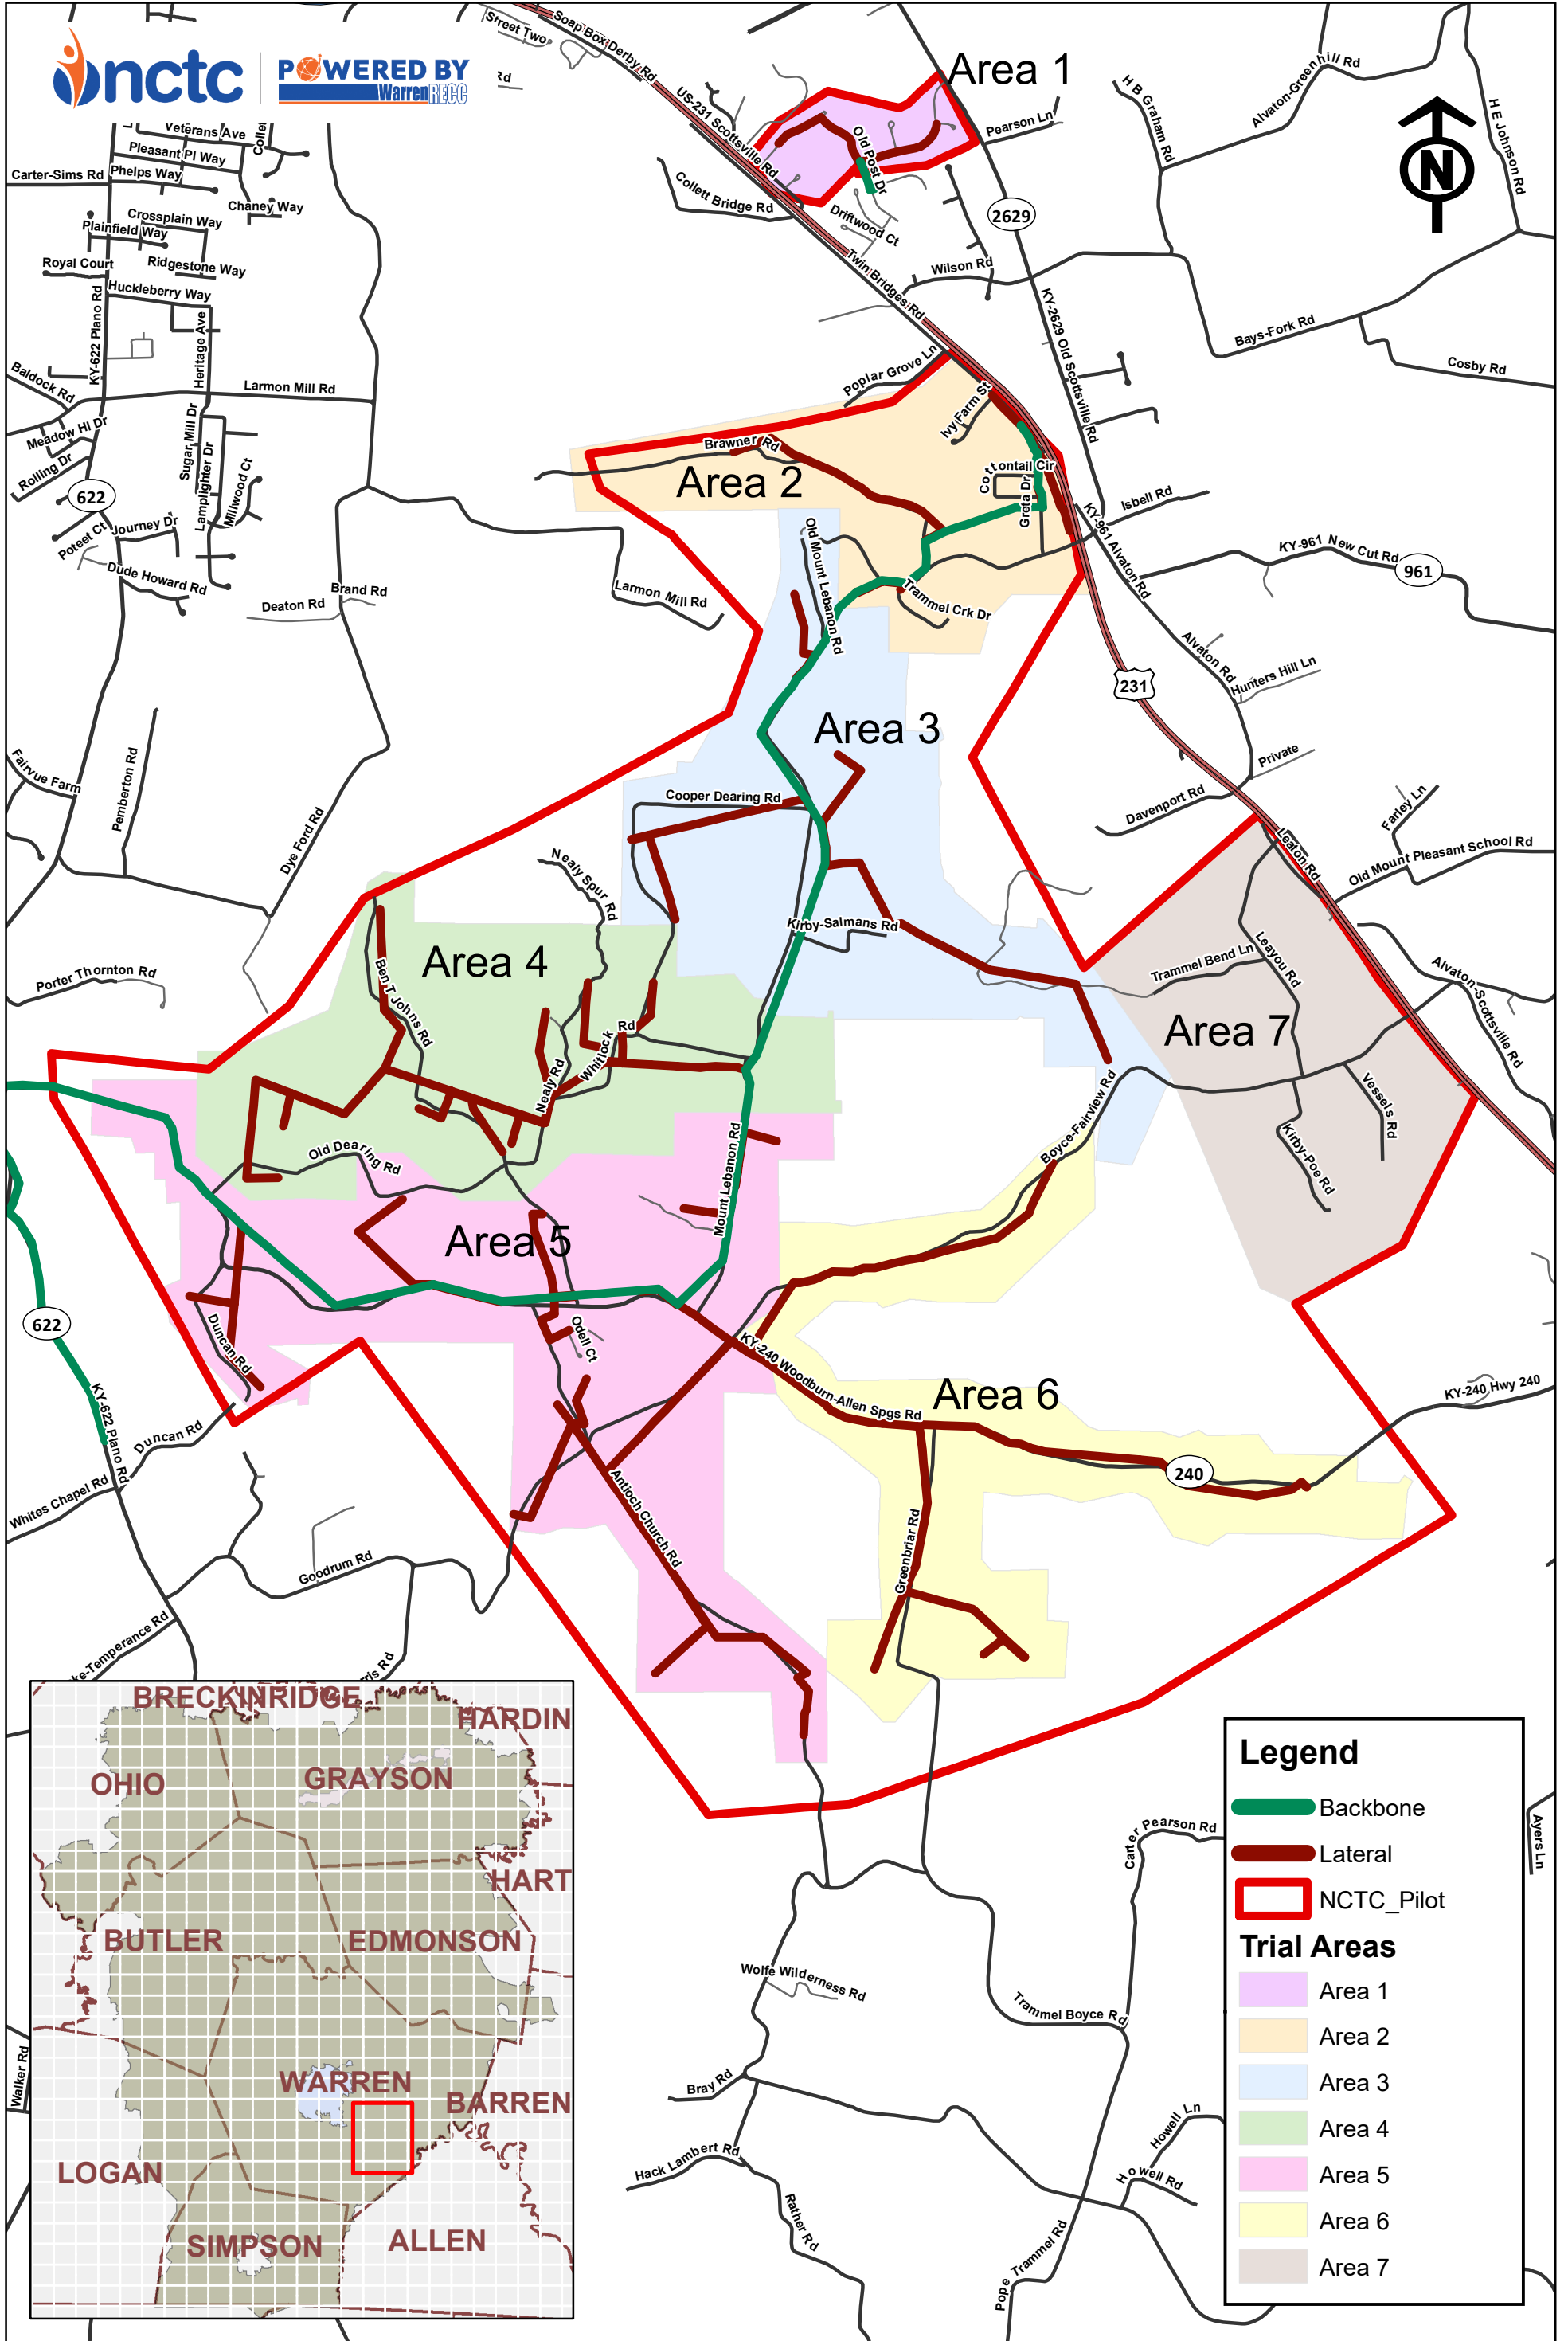 nctc
POWERED BY
Warren RECC
Street Two
Soap Box Derby Rd
Rd
US-231 Scottsville Rd
Area 1
Old Post Dr
Pearson Ln
H B Graham Rd
Alvaton-Greenhill Rd
H E Johnson Rd
N
Veterans Ave
Pleasant Pl Way
Carter-Sims Rd
Phelps Way
Chaney Way
Crossplain Way
Plainfield Way
Royal Court
Ridgestone Way
Huckleberry Way
KY-622 Plano Rd
Heritage Ave
Baldock Rd
Larmon Mill Rd
Meadow Hl Dr
Rolling Dr
Sugar Mill Dr
Lamplighter Dr
Millwood Ct
622
Poteet Ct
Journey Dr
Dude Howard Rd
Deaton Rd
Brand Rd
Larmon Mill Rd
Collett Bridge Rd
Driftwood Ct
2629
Twin Bridges Rd
Wilson Rd
KY-2629 Old Scottsville Rd
Bays-Fork Rd
Cosby Rd
Poplar Grove Ln
Ivy Farm St
Brawner Rd
Area 2
Cottontail Cir
Greta Dr
Isbell Rd
KY-961 Alvaton Rd
KY-961 New Cut Rd
961
Old Mount Lebanon Rd
Trammel Crk Dr
Alvaton Rd
Hunters Hill Ln
231
Area 3
Private
Davenport Rd
Farley Ln
Leaton Rd
Old Mount Pleasant School Rd
Fairvue Farm
Pemberton Rd
Dye Ford Rd
Cooper Dearing Rd
Nealy Spur Rd
Kirby-Salmans Rd
Porter Thornton Rd
Area 4
Ben T Johns Rd
Whitlock Rd
Nealy Rd
Trammel Bend Ln
Leayou Rd
Alvaton-Scottsville Rd
Area 7
Vessels Rd
Kirby-Poe Rd
Boyce-Fairview Rd
Old Dearing Rd
Mount Lebanon Rd
Area 5
622
Duncan Rd
Odell Ct
KY-240 Woodburn-Allen Spgs Rd
Area 6
KY-240 Hwy 240
240
KY-622 Plano Rd
Duncan Rd
Whites Chapel Rd
Antioch Church Rd
Greenbriar Rd
Goodrum Rd
ke-Temperance Rd
ris Rd
BRECKINRIDGE
HARDIN
OHIO
GRAYSON
HART
BUTLER
EDMONSON
WARREN
BARREN
LOGAN
SIMPSON
ALLEN
Walker Rd
Wolfe Wilderness Rd
Bray Rd
Hack Lambert Rd
Rather Rd
Carter Pearson Rd
Trammel Boyce Rd
Howell Ln
Howell Rd
Pope Trammel Rd
Ayers Ln
Legend
Backbone
Lateral
NCTC_Pilot
Trial Areas
Area 1
Area 2
Area 3
Area 4
Area 5
Area 6
Area 7